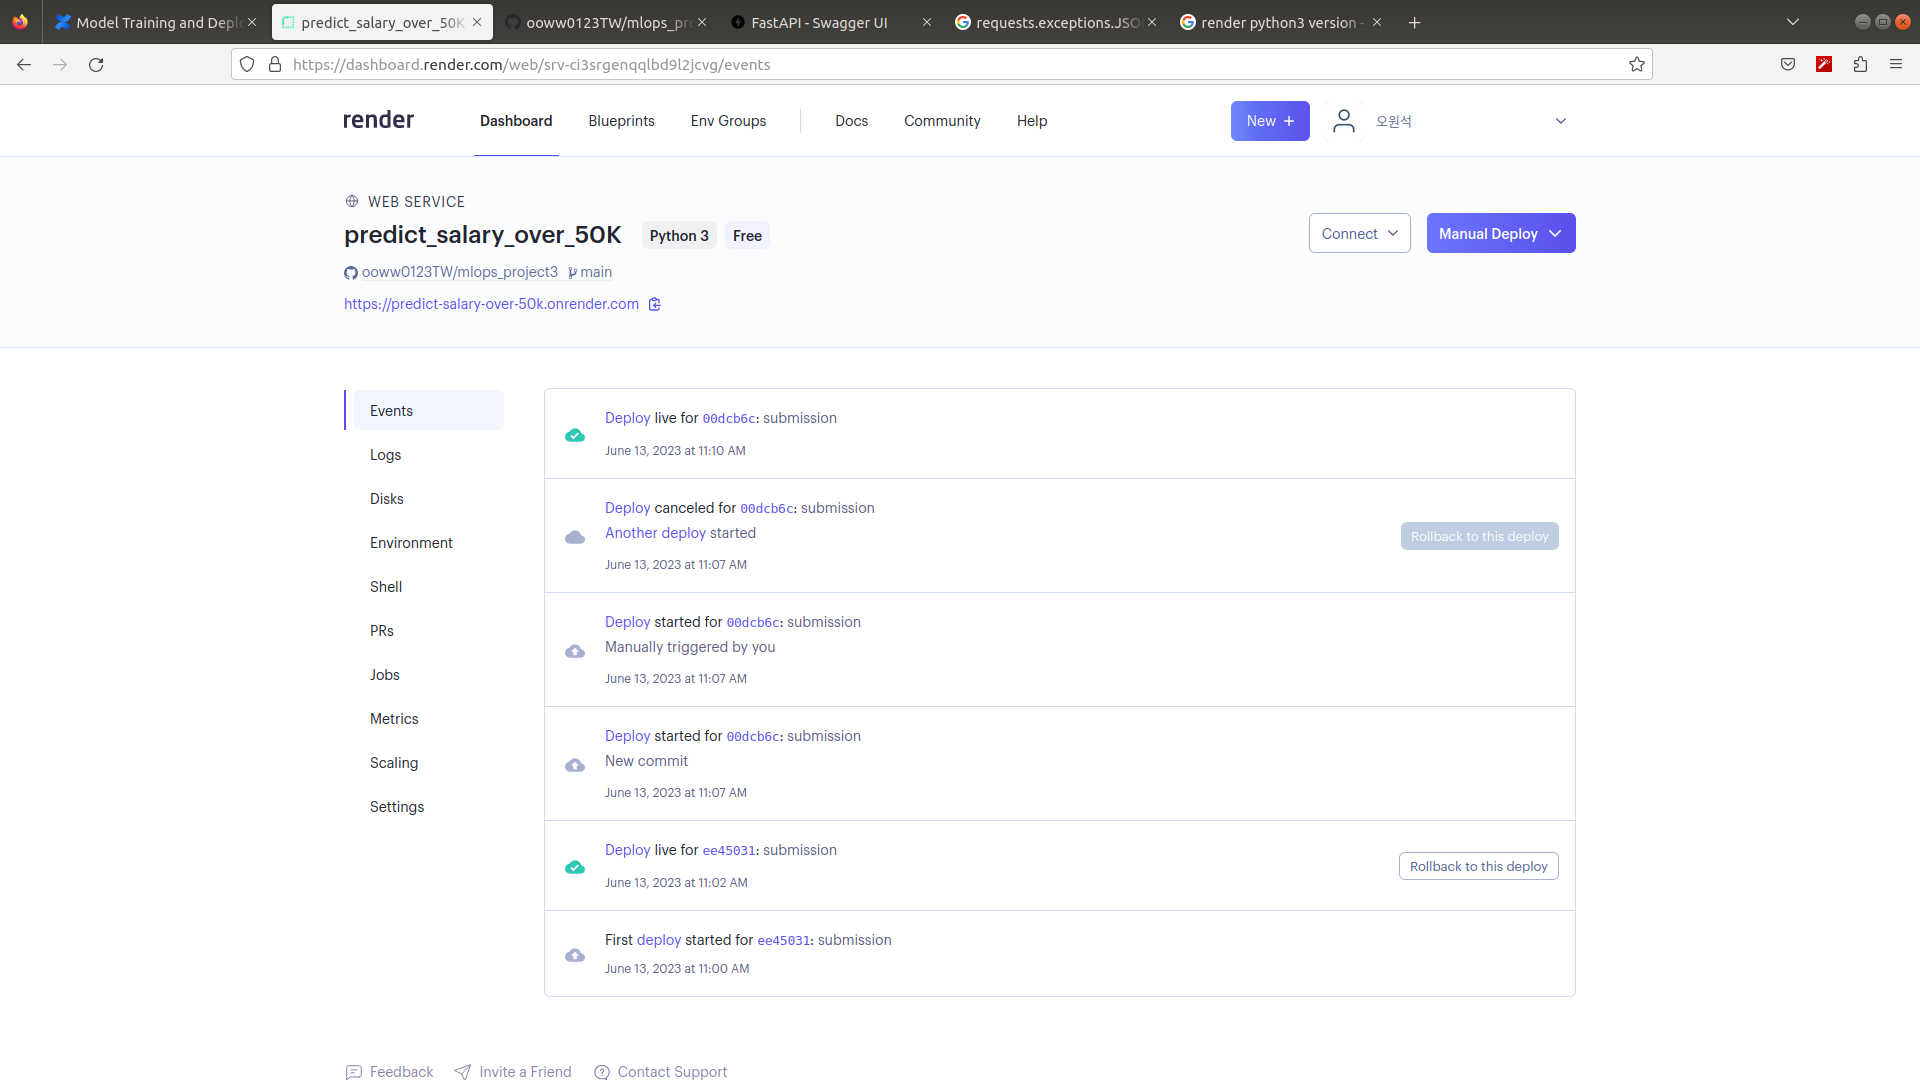 Model Training and Depl
predict_salary_over_50K
ooww0123TW/mlops_pro
FastAPI - Swagger UI
requests.exceptions.JSO
render python3 version -
https://dashboard.render.com/web/srv-ci3srgenqqlbd9l2jcvg/events
render
Dashboard
Blueprints
Env Groups
Docs
Community
Help
New +
오원석
WEB SERVICE
predict_salary_over_50K
Python 3
Free
Connect
Manual Deploy
ooww0123TW/mlops_project3
main
https://predict-salary-over-50k.onrender.com
Events
Logs
Disks
Environment
Shell
PRs
Jobs
Metrics
Scaling
Settings
Deploy live for 00dcb6c: submission
June 13, 2023 at 11:10 AM
Deploy canceled for 00dcb6c: submission
Another deploy started
June 13, 2023 at 11:07 AM
Rollback to this deploy
Deploy started for 00dcb6c: submission
Manually triggered by you
June 13, 2023 at 11:07 AM
Deploy started for 00dcb6c: submission
New commit
June 13, 2023 at 11:07 AM
Deploy live for ee45031: submission
June 13, 2023 at 11:02 AM
Rollback to this deploy
First deploy started for ee45031: submission
June 13, 2023 at 11:00 AM
Feedback
Invite a Friend
Contact Support